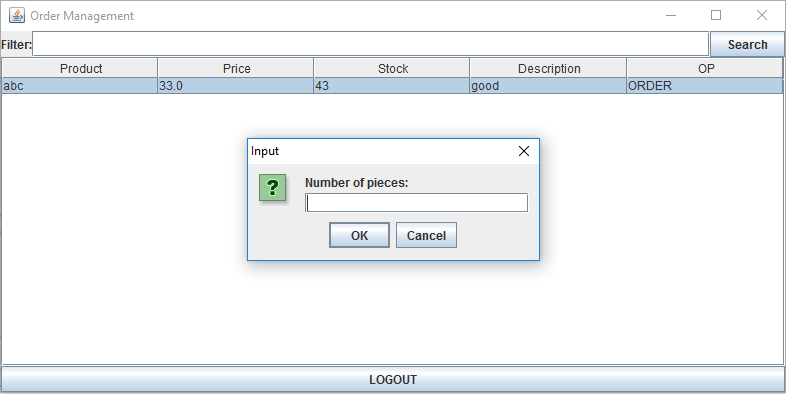 Order Management
Filter: Search
Product Price Stock Description OP
abc 33.0 43 good ORDER
Input
? Number of pieces:
OK Cancel
LOGOUT